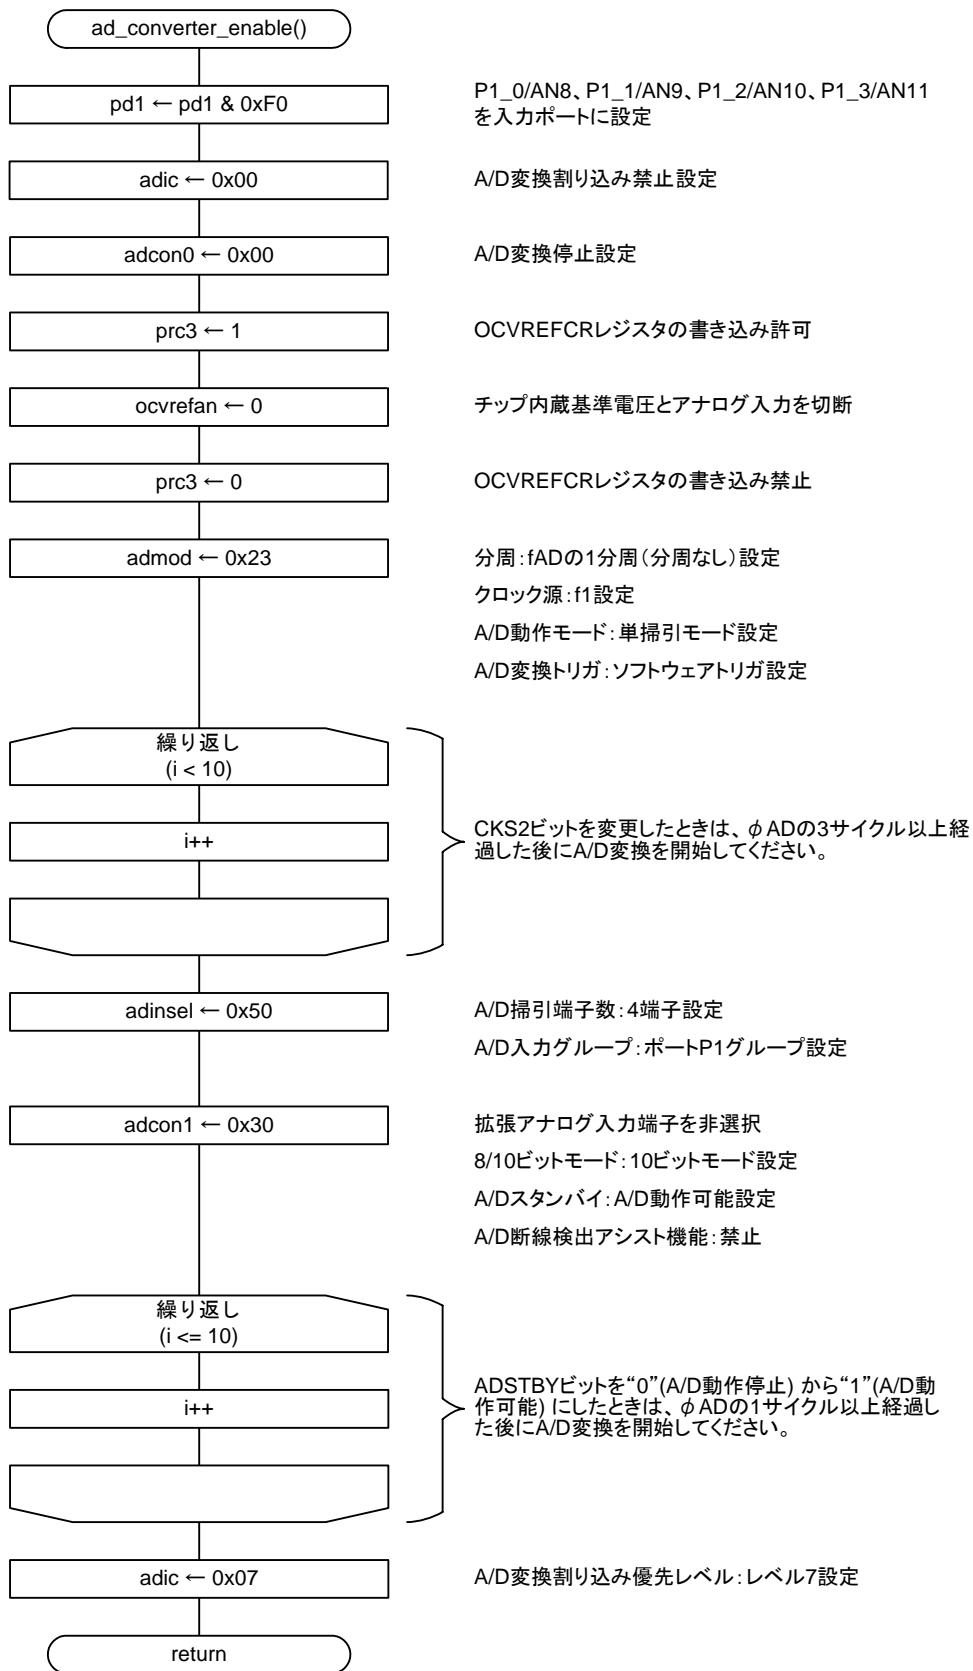 ad_converter_enable()
pd1 ← pd1 & 0xF0
P1_0/AN8、P1_1/AN9、P1_2/AN10、P1_3/AN11
を入力ポートに設定
adic ← 0x00
A/D変換割り込み禁止設定
adcon0 ← 0x00
A/D変換停止設定
prc3 ← 1
OCVREFCRレジスタの書き込み許可
ocvrefan ← 0
チップ内蔵基準電圧とアナログ入力を切断
prc3 ← 0
OCVREFCRレジスタの書き込み禁止
admod ← 0x23
分周：fADの1分周（分周なし）設定
クロック源：f1設定
A/D動作モード：単掃引モード設定
A/D変換トリガ：ソフトウェアトリガ設定
繰り返し
(i < 10)
i++
CKS2ビットを変更したときは、φADの3サイクル以上経
過した後にA/D変換を開始してください。
adinsel ← 0x50
A/D掃引端子数：4端子設定
A/D入力グループ：ポートP1グループ設定
adcon1 ← 0x30
拡張アナログ入力端子を非選択
8/10ビットモード：10ビットモード設定
A/Dスタンバイ：A/D動作可能設定
A/D断線検出アシスト機能：禁止
繰り返し
(i <= 10)
i++
ADSTBYビットを“0”(A/D動作停止) から“1”(A/D動
作可能) にしたときは、φADの1サイクル以上経過し
た後にA/D変換を開始してください。
adic ← 0x07
A/D変換割り込み優先レベル：レベル7設定
return